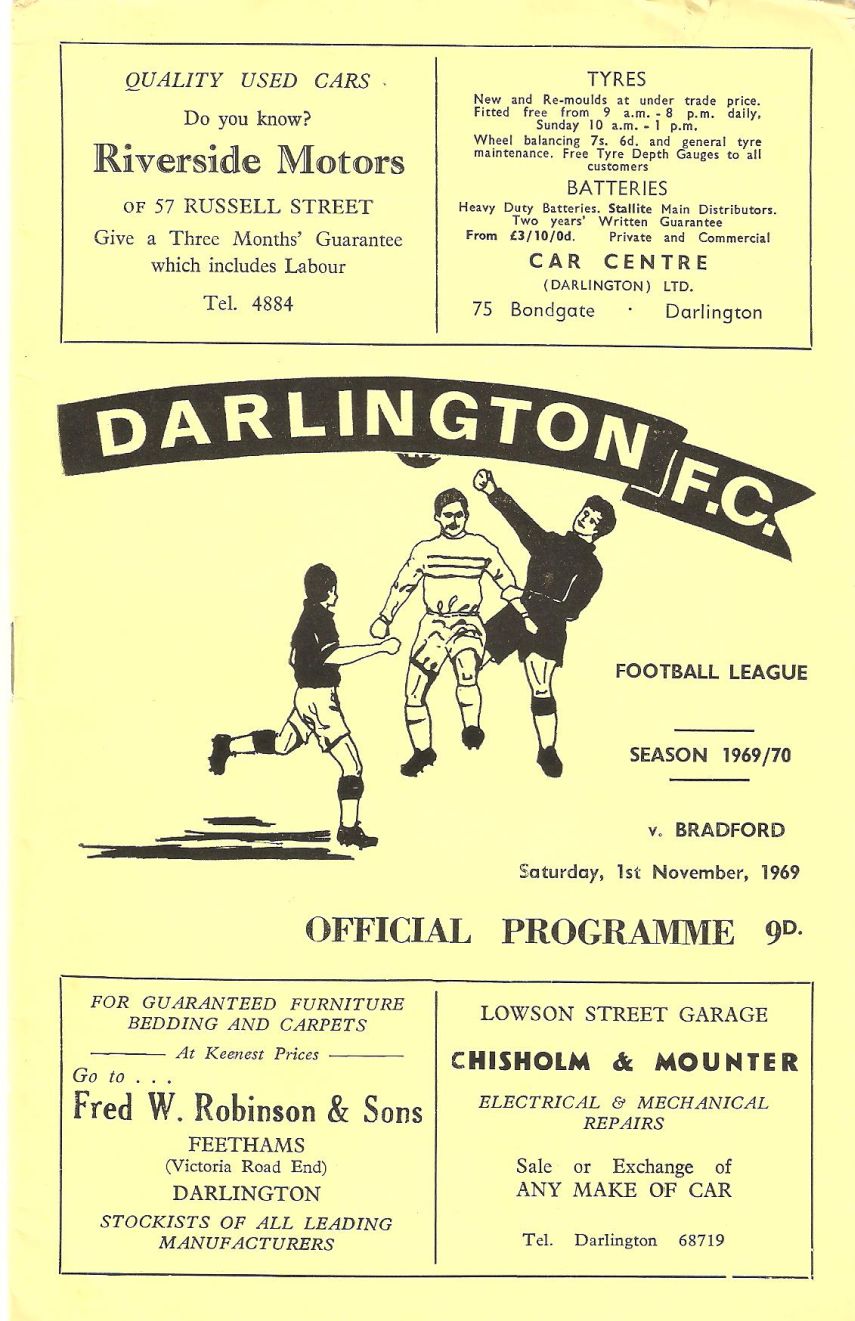 QUALITY USED CARS
Do you know?
Riverside Motors
OF 57 RUSSELL STREET
Give a Three Months' Guarantee
which includes Labour
Tel. 4884
TYRES
New and Re-moulds at under trade price.
Fitted free from 9 a.m. - 8 p.m. daily,
Sunday 10 a.m. - 1 p.m.
Wheel balancing 7s. 6d. and general tyre
maintenance. Free Tyre Depth Gauges to all
customers
BATTERIES
Heavy Duty Batteries. Stallite Main Distributors.
Two years' Written Guarantee
From £3/10/0d. Private and Commercial
CAR CENTRE
(DARLINGTON) LTD.
75 Bondgate · Darlington
DARLINGTON F.C.
FOOTBALL LEAGUE
SEASON 1969/70
v. BRADFORD
Saturday, 1st November, 1969
OFFICIAL PROGRAMME 9D.
FOR GUARANTEED FURNITURE
BEDDING AND CARPETS
At Keenest Prices
Go to . . .
Fred W. Robinson & Sons
FEETHAMS
(Victoria Road End)
DARLINGTON
STOCKISTS OF ALL LEADING
MANUFACTURERS
LOWSON STREET GARAGE
CHISHOLM & MOUNTER
ELECTRICAL & MECHANICAL
REPAIRS
Sale or Exchange of
ANY MAKE OF CAR
Tel. Darlington 68719